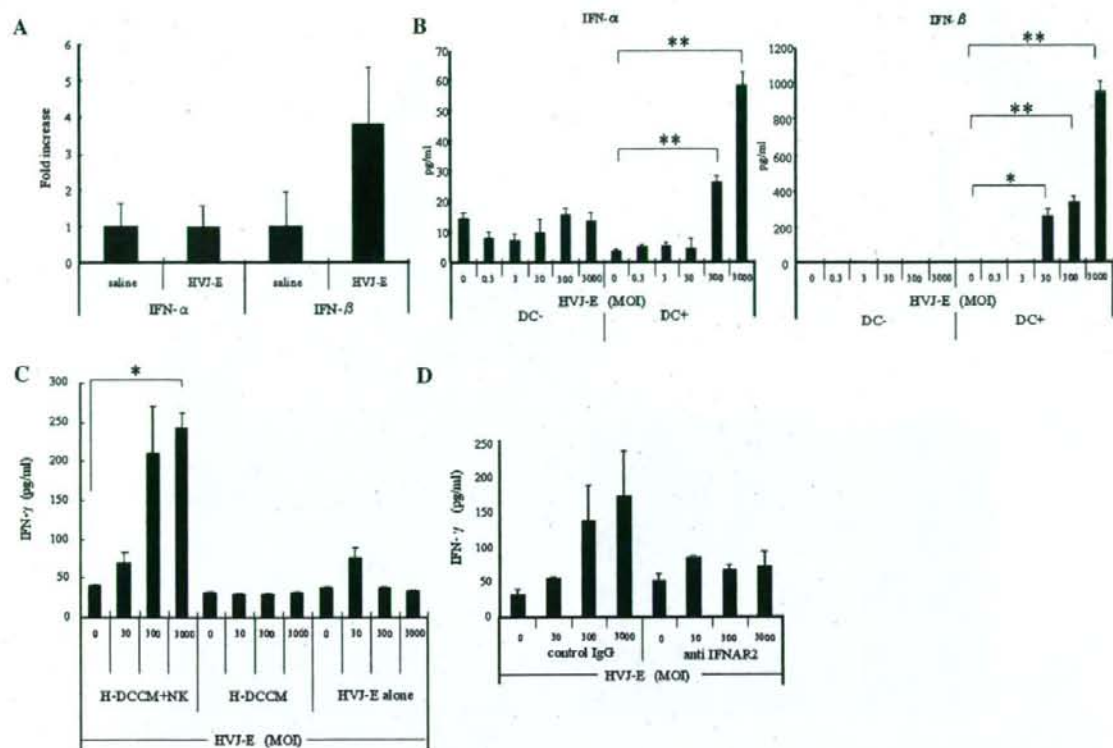 A
6
5
4
3
2
1
0
Fold increase
saline HVJ-E saline HVJ-E
IFN-α IFN-β
B
IFN-α
70
60
50
40
30
20
10
0
pg/ml
**
**
0 0.3 3 30 300 3000 0 0.3 3 30 300 3000
HVJ-E (MOI)
DC- DC+
IFN-β
1200
1000
800
600
400
200
0
pg/ml
**
**
*
0 0.3 3 30 300 3000 0 0.3 3 30 300 3000
HVJ-E (MOI)
DC- DC+
C
300
250
200
150
100
50
0
IFN-γ (pg/ml)
*
0 30 300 3000 0 30 300 3000 0 30 300 3000
H-DCCM+NK H-DCCM HVJ-E alone
HVJ-E (MOI)
D
250
200
150
100
50
0
IFN-γ (pg/ml)
0 30 300 3000 0 30 300 3000
control IgG anti IFNAR2
HVJ-E (MOI)